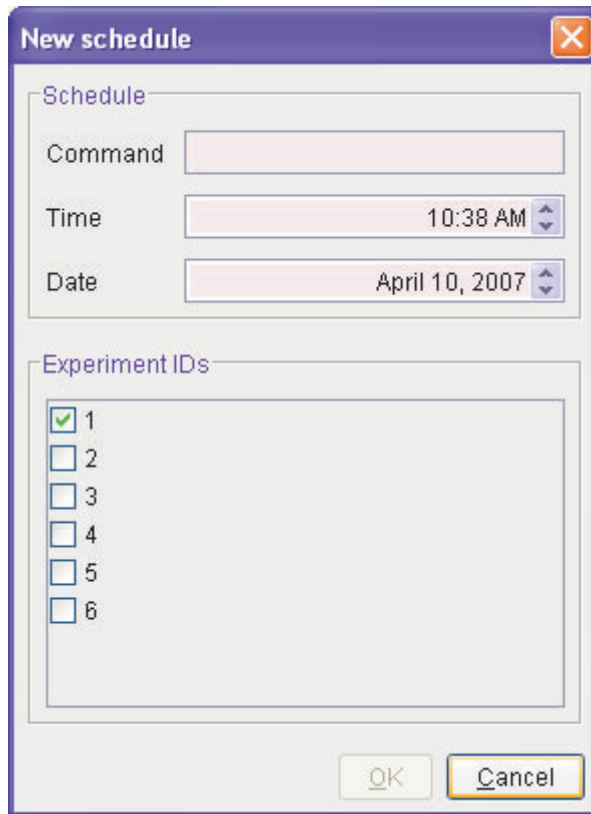 New schedule
Schedule
Command
Time 10:38 AM
Date April 10, 2007
Experiment IDs
1
2
3
4
5
6
OK Cancel